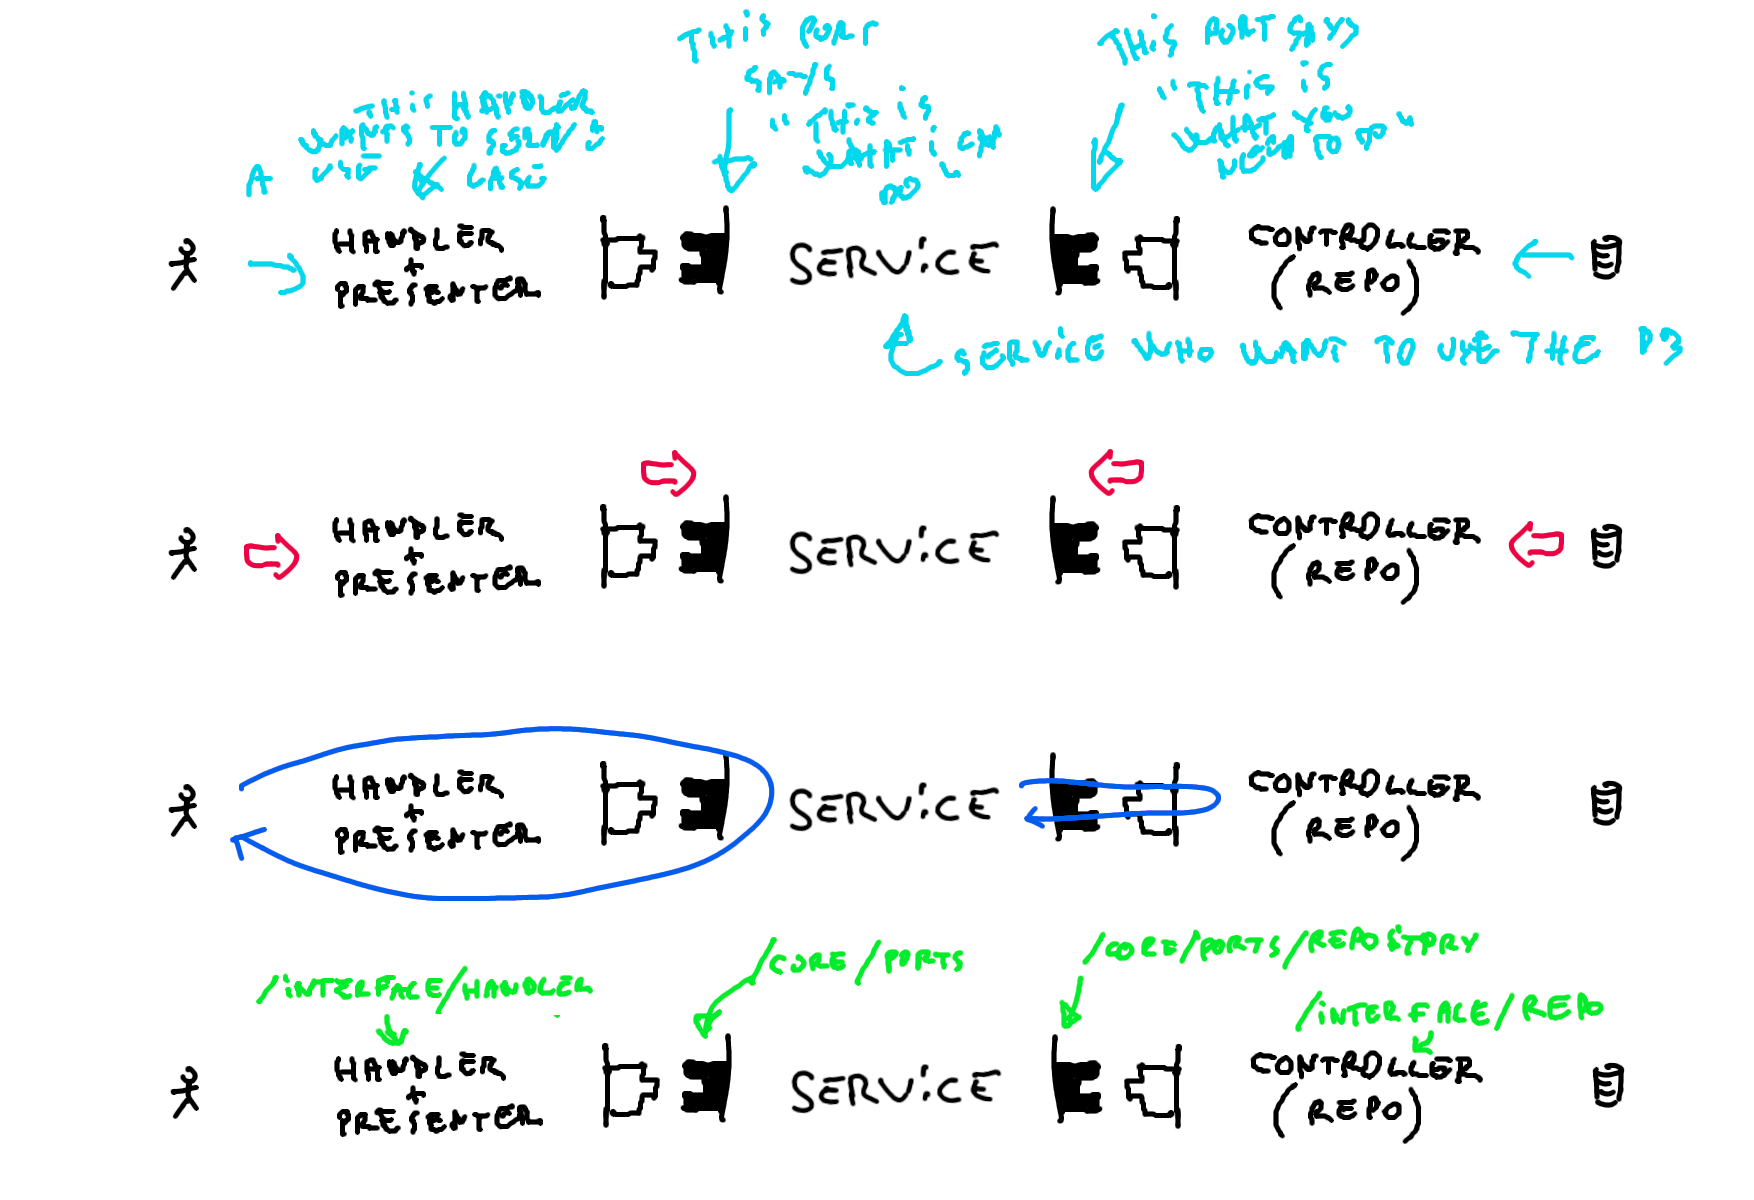 THIS PORT
SAYS
"THIS IS
WHAT I CAN
DO"
THIS PORT SAYS
"THIS IS
WHAT YOU
NEED TO DO"
THIS HANDLER
WANTS TO SERVE
A USE CASE
HANDLER
+
PRESENTER
SERVICE
CONTROLLER
(REPO)
SERVICE WHO WANT TO USE THE
HANDLER
+
PRESENTER
SERVICE
CONTROLLER
(REPO)
HANDLER
+
PRESENTER
SERVICE
CONTROLLER
(REPO)
/INTERFACE/HANDLER
/CORE/PORTS
/CORE/PORTS/REPOSITORY
/INTERFACE/REPO
HANDLER
+
PRESENTER
SERVICE
CONTROLLER
(REPO)